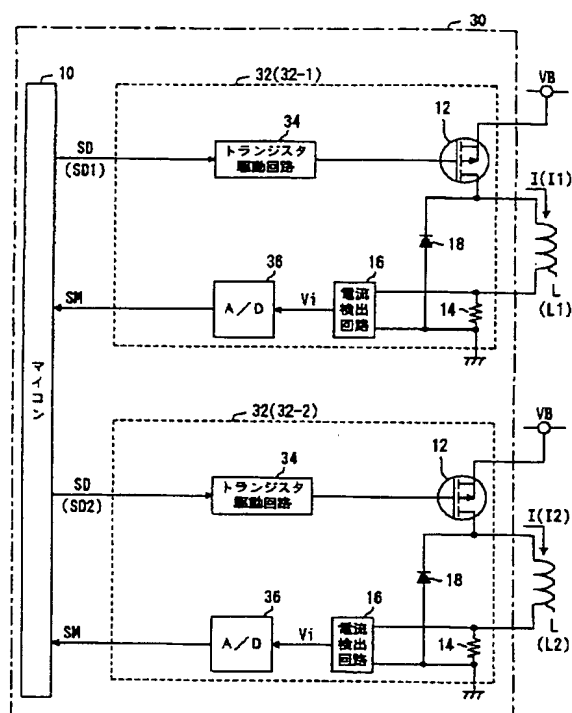 30
10
32(32-1)
VB
12
34
トランジスタ
駆動回路
SD
(SD1)
I(I1)
18
36
16
SM
A/D
Vi
電流
検出
回路
14
L
(L1)
マイコン
32(32-2)
VB
12
34
トランジスタ
駆動回路
SD
(SD2)
I(I2)
18
36
16
SM
A/D
Vi
電流
検出
回路
14
L
(L2)